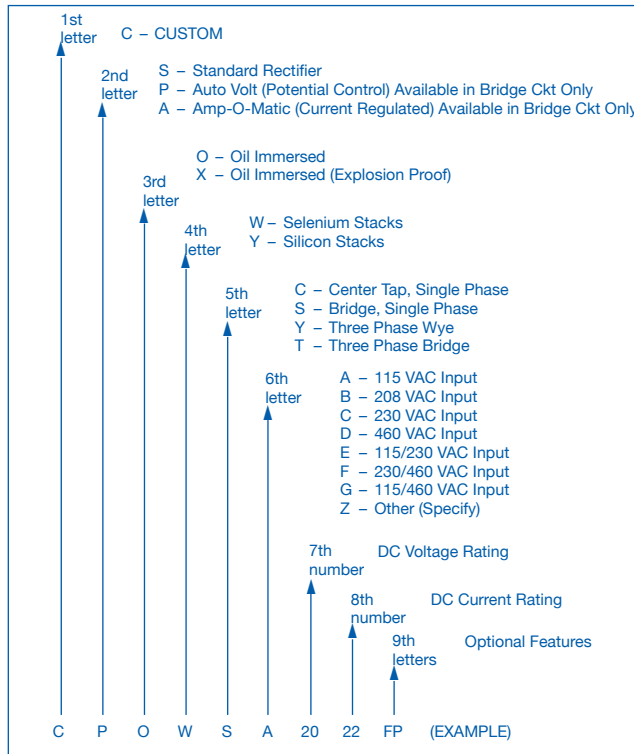 1st
letter
C – CUSTOM
2nd
letter
S – Standard Rectifier
P – Auto Volt (Potential Control) Available in Bridge Ckt Only
A – Amp-O-Matic (Current Regulated) Available in Bridge Ckt Only
3rd
letter
O – Oil Immersed
X – Oil Immersed (Explosion Proof)
4th
letter
W – Selenium Stacks
Y – Silicon Stacks
5th
letter
C – Center Tap, Single Phase
S – Bridge, Single Phase
Y – Three Phase Wye
T – Three Phase Bridge
6th
letter
A – 115 VAC Input
B – 208 VAC Input
C – 230 VAC Input
D – 460 VAC Input
E – 115/230 VAC Input
F – 230/460 VAC Input
G – 115/460 VAC Input
Z – Other (Specify)
7th
number
DC Voltage Rating
8th
number
DC Current Rating
9th
letters
Optional Features
C P O W S A 20 22 FP (EXAMPLE)